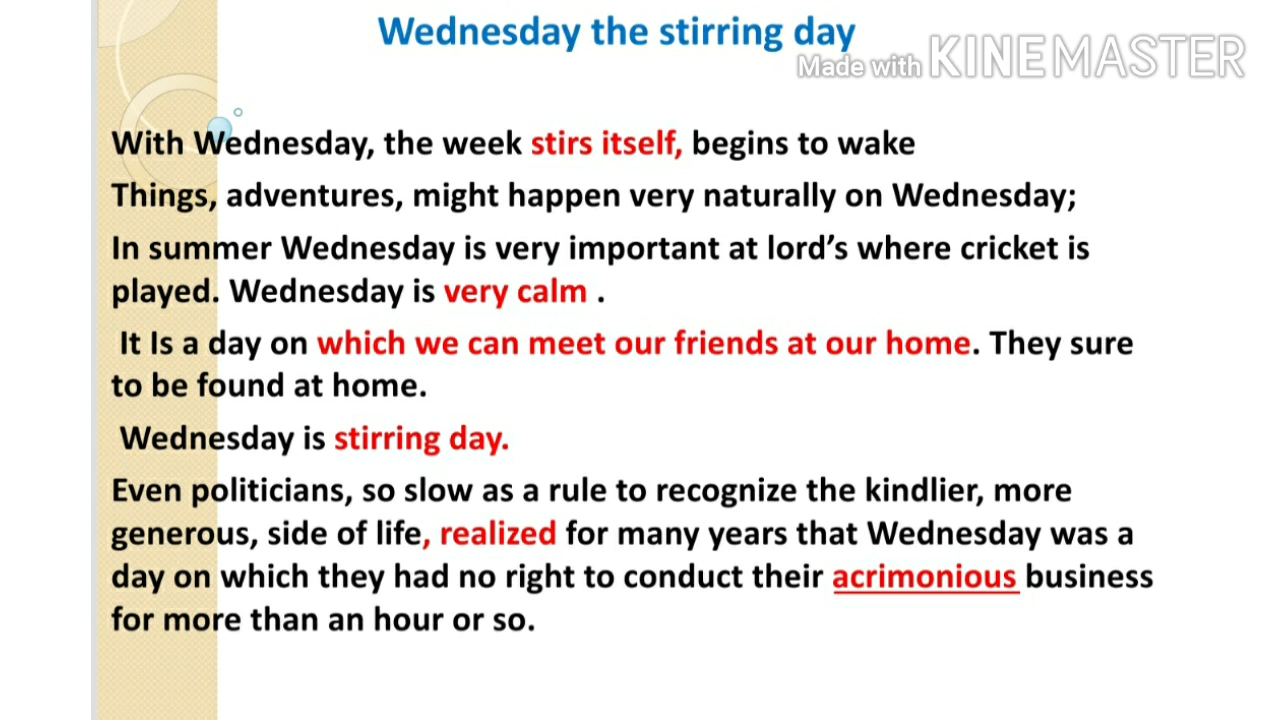 Wednesday the stirring day
Made with KINEMASTER
With Wednesday, the week stirs itself, begins to wake
Things, adventures, might happen very naturally on Wednesday;
In summer Wednesday is very important at lord’s where cricket is
played. Wednesday is very calm .
It Is a day on which we can meet our friends at our home. They sure
to be found at home.
Wednesday is stirring day.
Even politicians, so slow as a rule to recognize the kindlier, more
generous, side of life, realized for many years that Wednesday was a
day on which they had no right to conduct their acrimonious business
for more than an hour or so.